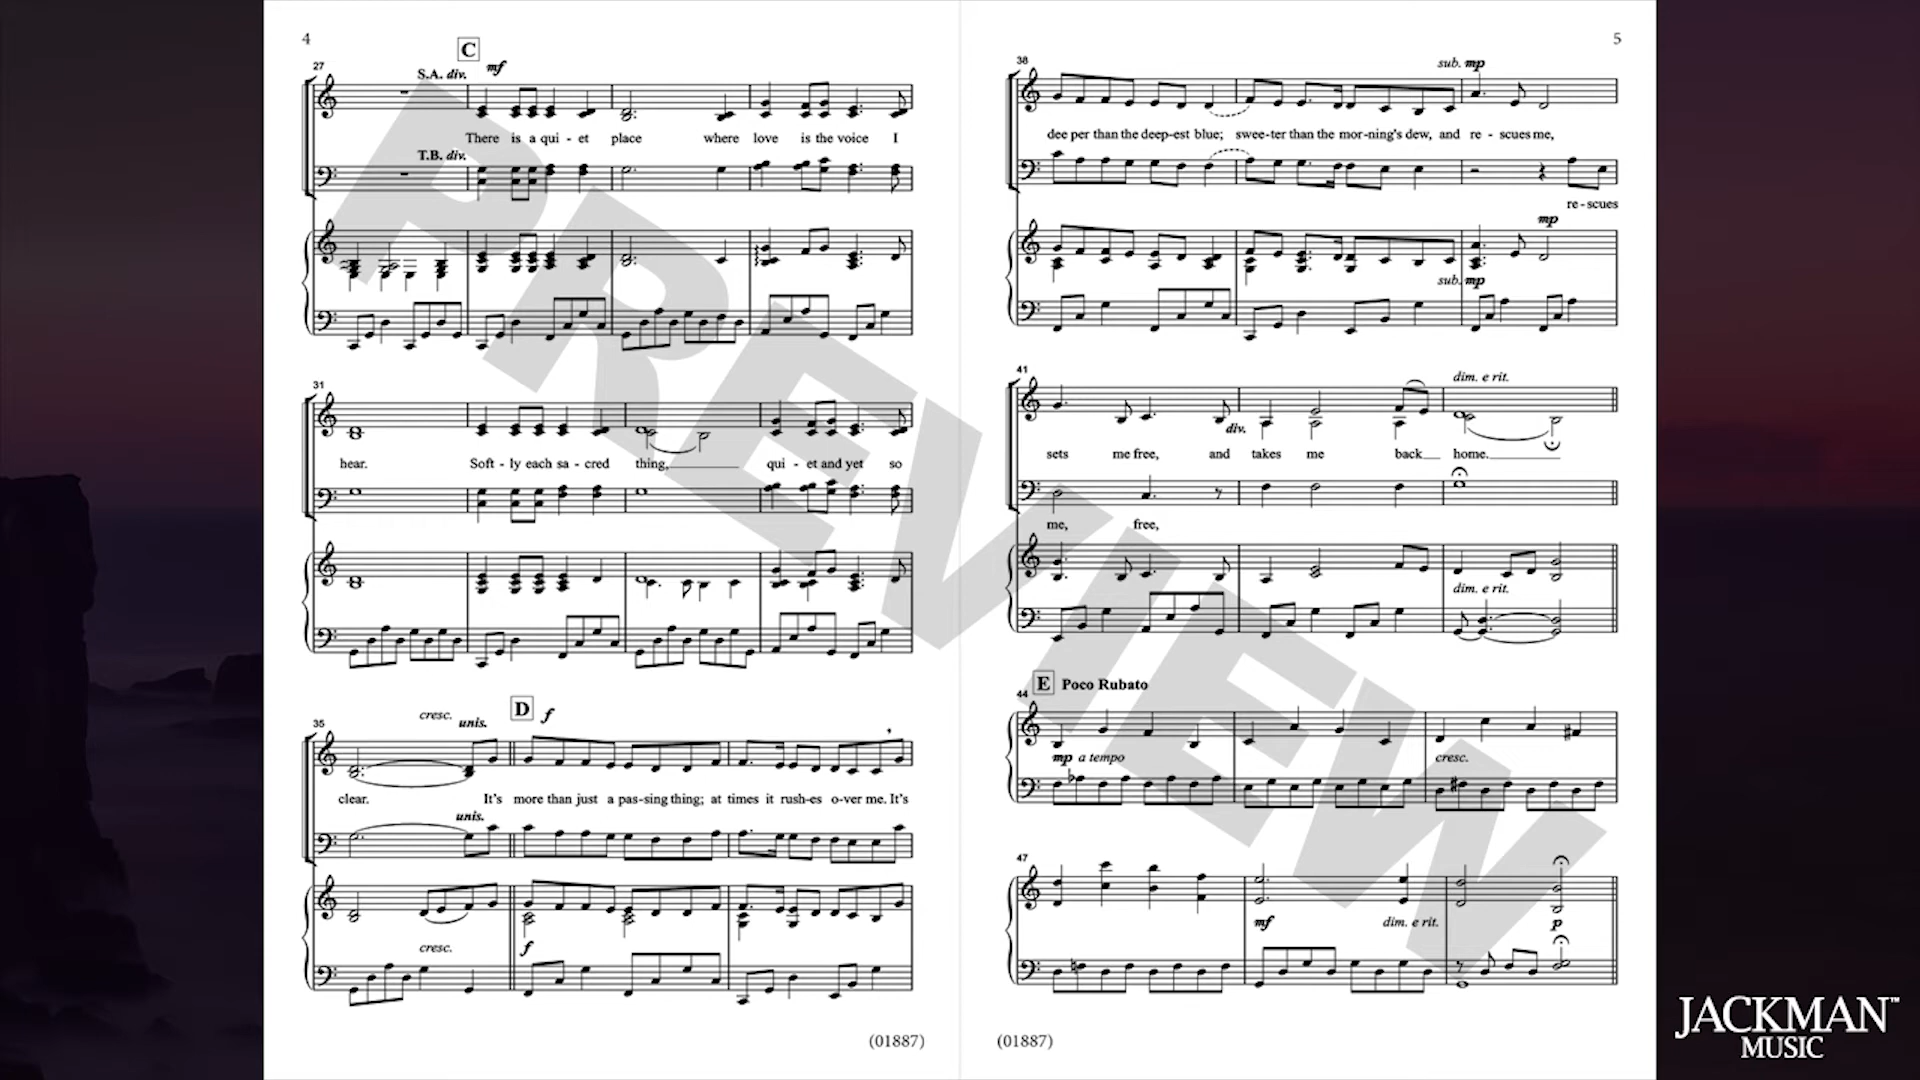 4
C
27
S.A. div.
mf
There is a qui - et place where love is the voice I
T.B. div.
31
hear. Soft - ly each sa - cred thing, qui - et and yet so
35
cresc.
unis.
D
f
clear. It's more than just a pas-sing thing; at times it rush-es o-ver me. It's
unis.
cresc.
f
(01887)
5
38
sub. mp
dee per than the deep-est blue; swee-ter than the mor-ning's dew, and re - scues me,
re - scues
mp
sub. mp
41
dim. e rit.
div.
sets me free, and takes me back home.
me, free,
dim. e rit.
44
E Poco Rubato
mp a tempo
cresc.
47
mf
dim. e rit.
p
(01887)
PREVIEW
JACKMAN™
MUSIC